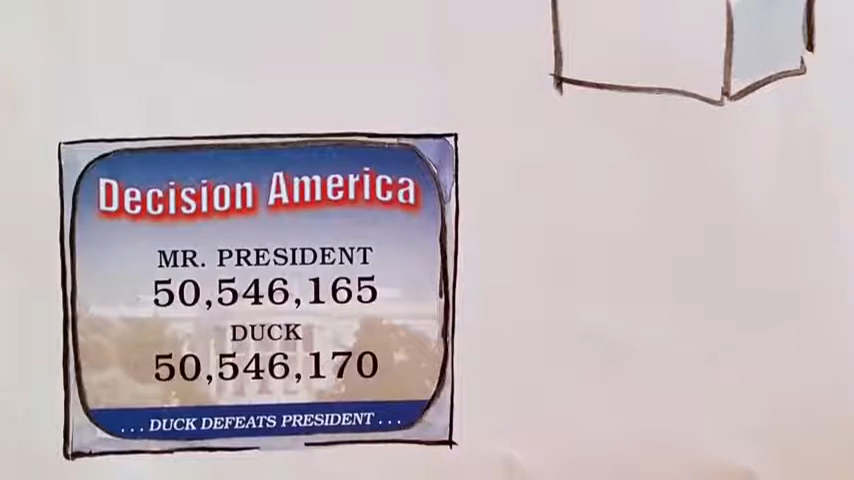 Decision America
MR. PRESIDENT
50,546,165
DUCK
50,546,170
...DUCK DEFEATS PRESIDENT...